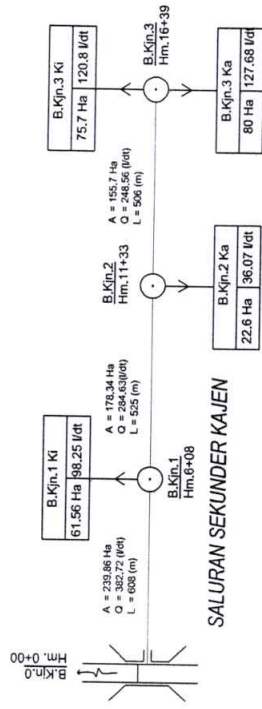 B.Kjn.0
Hm. 0+00
A = 239,86 Ha
Q = 382,72 (l/dt)
L = 608 (m)
B.Kjn.1 Ki
61.56 Ha 98.25 l/dt
B.Kjn.1
Hm.6+08
A = 178,34 Ha
Q = 284,63(l/dt)
L = 525 (m)
B.Kjn.2
Hm.11+33
B.Kjn.2 Ka
22.6 Ha 36.07 l/dt
A = 155,7 Ha
Q = 248,56 (l/dt)
L = 506 (m)
B.Kjn.3 Ki
75.7 Ha 120.8 l/dt
B.Kjn.3
Hm.16+39
B.Kjn.3 Ka
80 Ha 127.68 l/dt
SALURAN SEKUNDER KAJEN